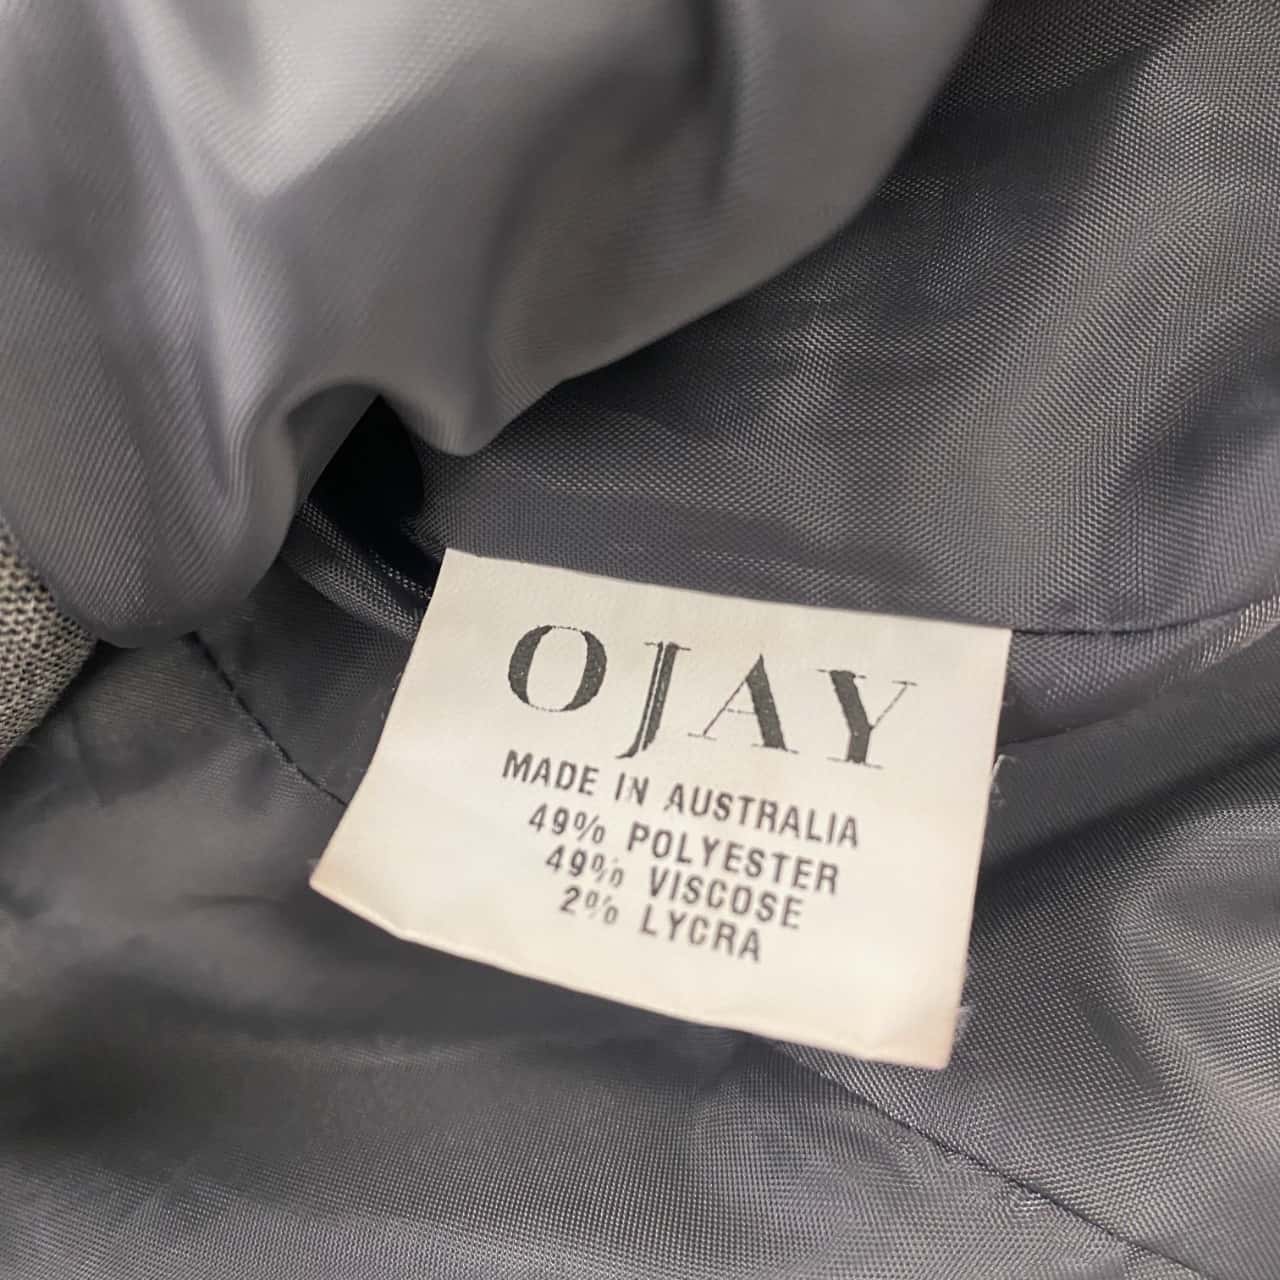 OJAY
MADE IN AUSTRALIA
49% POLYESTER
49% VISCOSE
2% LYCRA